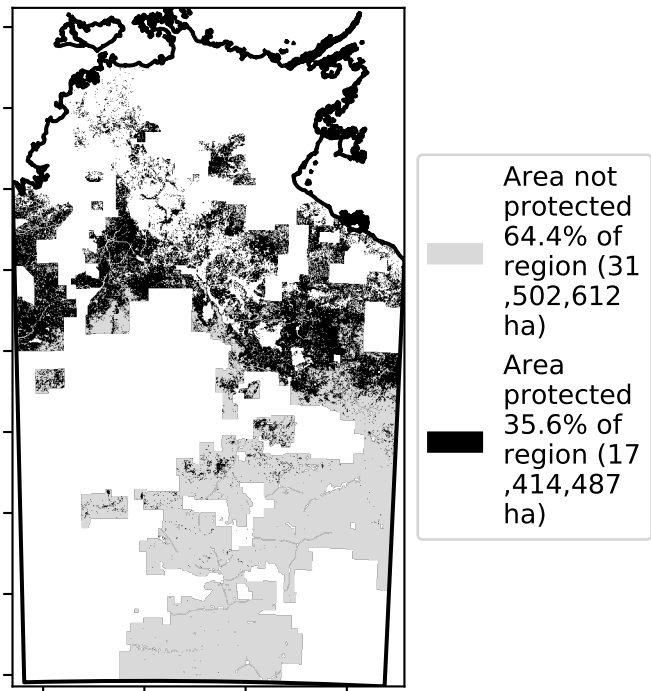 Area not
protected
64.4% of
region (31
,502,612
ha)
Area
protected
35.6% of
region (17
,414,487
ha)